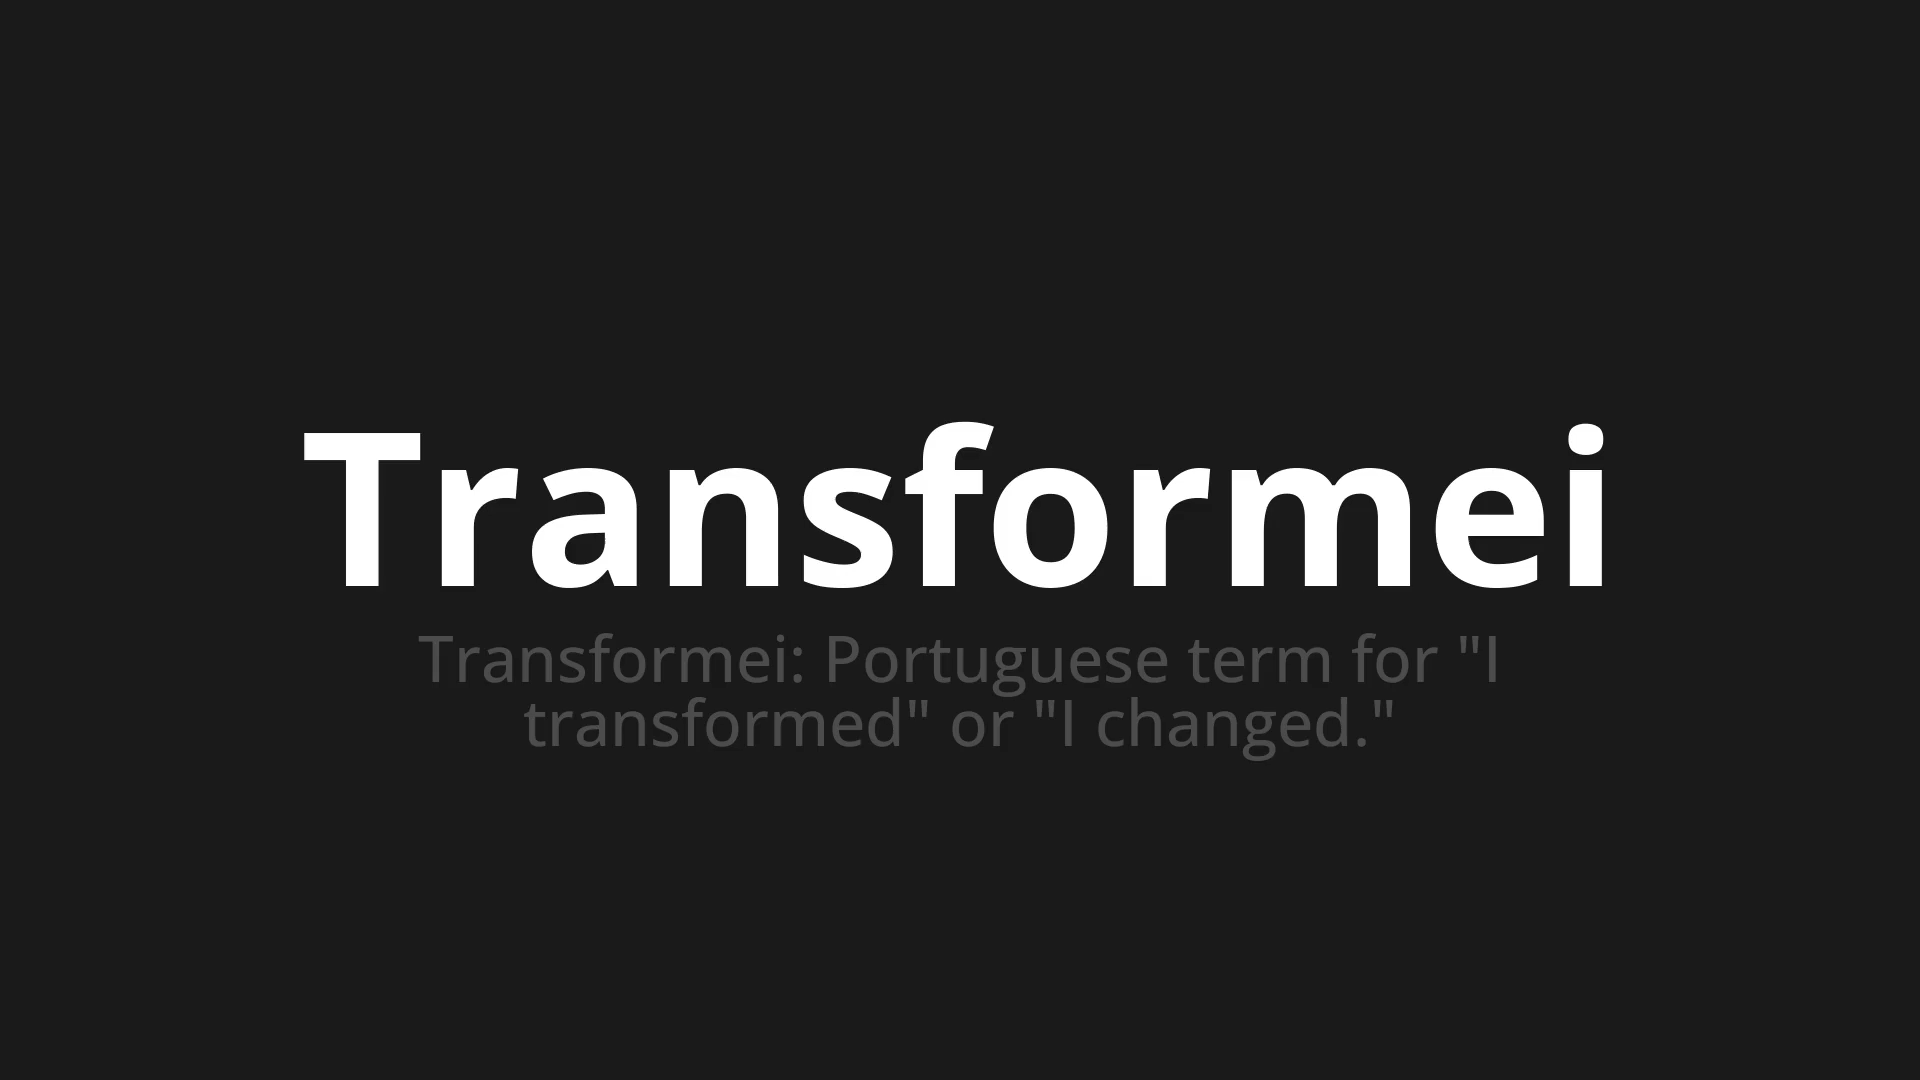 Transformei
Transformei: Portuguese term for "I
transformed" or "I changed."